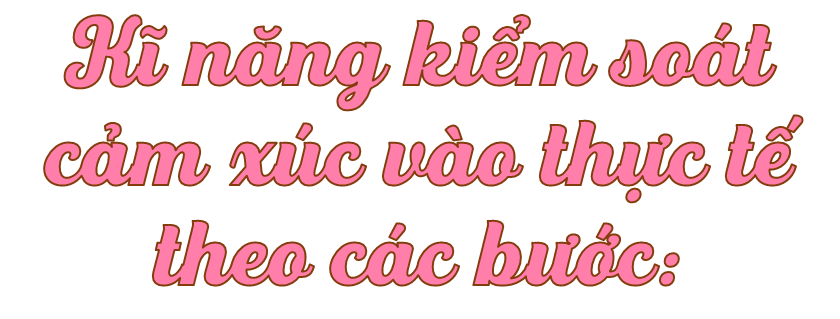 Kĩ năng kiểm soát
cảm xúc vào thực tế
theo các bước: